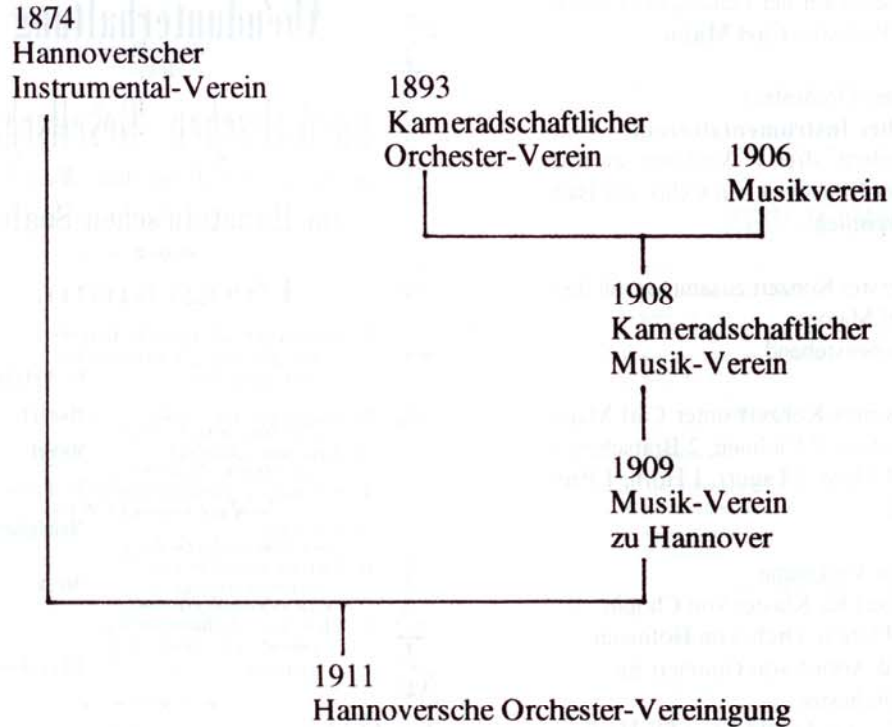 1874
Hannoverscher
Instrumental-Verein
1893
Kameradschaftlicher
Orchester-Verein
1906
Musikverein
1908
Kameradschaftlicher
Musik-Verein
1909
Musik-Verein
zu Hannover
1911
Hannoversche Orchester-Vereinigung